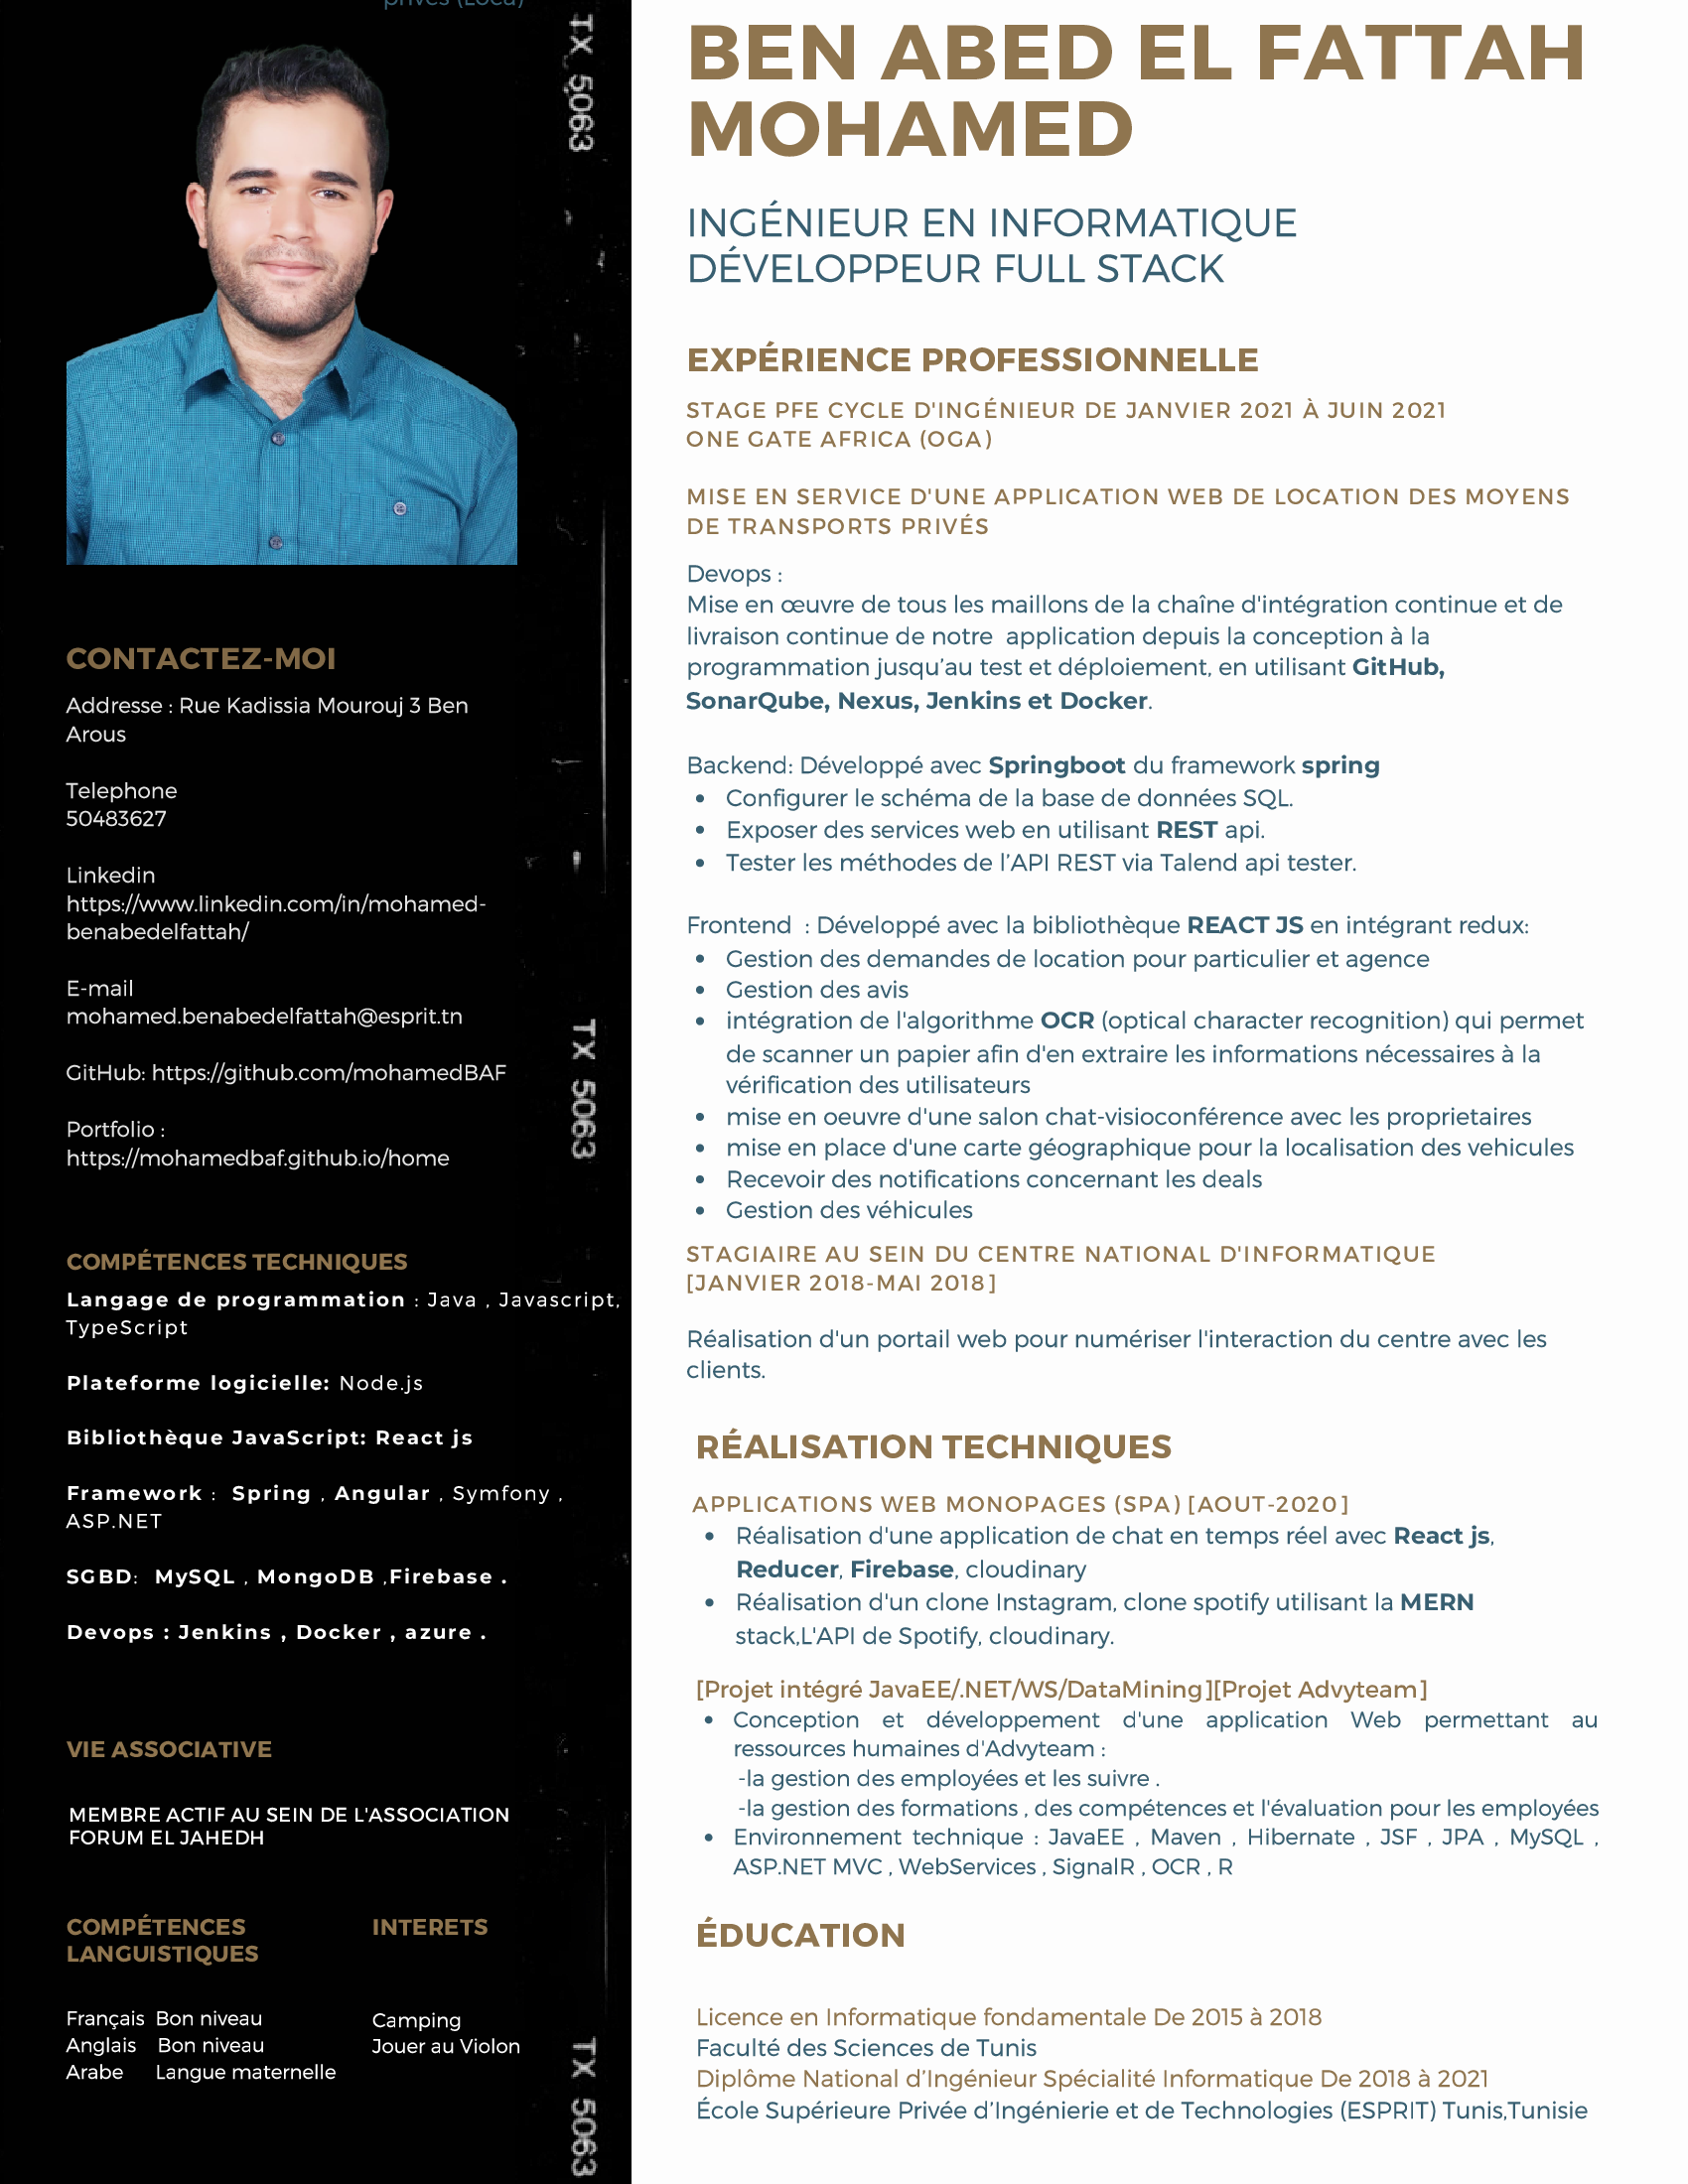 privés (Loca)
TX 5063
CONTACTEZ-MOI
Addresse : Rue Kadissia Mourouj 3 Ben
Arous
Telephone
50483627
Linkedin
https://www.linkedin.com/in/mohamed-
benabedelfattah/
E-mail
mohamed.benabedelfattah@esprit.tn
GitHub: https://github.com/mohamedBAF
Portfolio :
https://mohamedbaf.github.io/home
TX 5063
COMPÉTENCES TECHNIQUES
Langage de programmation : Java , Javascript,
TypeScript
Plateforme logicielle: Node.js
Bibliothèque JavaScript: React js
Framework :  Spring , Angular , Symfony ,
ASP.NET
SGBD:  MySQL , MongoDB ,Firebase .
Devops : Jenkins , Docker , azure .
VIE ASSOCIATIVE
MEMBRE ACTIF AU SEIN DE L'ASSOCIATION
FORUM EL JAHEDH
COMPÉTENCES
LANGUISTIQUES
Français  Bon niveau
Anglais  Bon niveau
Arabe  Langue maternelle
INTERETS
Camping
Jouer au Violon
TX 5063
BEN ABED EL FATTAH
MOHAMED
INGÉNIEUR EN INFORMATIQUE
DÉVELOPPEUR FULL STACK
EXPÉRIENCE PROFESSIONNELLE
STAGE PFE CYCLE D'INGÉNIEUR DE JANVIER 2021 À JUIN 2021
ONE GATE AFRICA (OGA)
MISE EN SERVICE D'UNE APPLICATION WEB DE LOCATION DES MOYENS
DE TRANSPORTS PRIVÉS
Devops :
Mise en œuvre de tous les maillons de la chaîne d'intégration continue et de
livraison continue de notre  application depuis la conception à la
programmation jusqu'au test et déploiement, en utilisant GitHub,
SonarQube, Nexus, Jenkins et Docker.
Backend: Développé avec Springboot du framework spring
• Configurer le schéma de la base de données SQL.
• Exposer des services web en utilisant REST api.
• Tester les méthodes de l'API REST via Talend api tester.
Frontend  : Développé avec la bibliothèque REACT JS en intégrant redux:
• Gestion des demandes de location pour particulier et agence
• Gestion des avis
• intégration de l'algorithme OCR (optical character recognition) qui permet
de scanner un papier afin d'en extraire les informations nécessaires à la
vérification des utilisateurs
• mise en oeuvre d'une salon chat-visioconférence avec les proprietaires
• mise en place d'une carte géographique pour la localisation des vehicules
• Recevoir des notifications concernant les deals
• Gestion des véhicules
STAGIAIRE AU SEIN DU CENTRE NATIONAL D'INFORMATIQUE
[JANVIER 2018-MAI 2018]
Réalisation d'un portail web pour numériser l'interaction du centre avec les
clients.
RÉALISATION TECHNIQUES
APPLICATIONS WEB MONOPAGES (SPA) [AOUT-2020]
• Réalisation d'une application de chat en temps réel avec React js,
Reducer, Firebase, cloudinary
• Réalisation d'un clone Instagram, clone spotify utilisant la MERN
stack,L'API de Spotify, cloudinary.
[Projet intégré JavaEE/.NET/WS/DataMining][Projet Advyteam]
• Conception et développement d'une application Web permettant au
ressources humaines d'Advyteam :
-la gestion des employées et les suivre .
-la gestion des formations , des compétences et l'évaluation pour les employées
• Environnement technique : JavaEE , Maven , Hibernate , JSF , JPA , MySQL ,
ASP.NET MVC , WebServices , SignalR , OCR , R
ÉDUCATION
Licence en Informatique fondamentale De 2015 à 2018
Faculté des Sciences de Tunis
Diplôme National d'Ingénieur Spécialité Informatique De 2018 à 2021
École Supérieure Privée d'Ingénierie et de Technologies (ESPRIT) Tunis,Tunisie